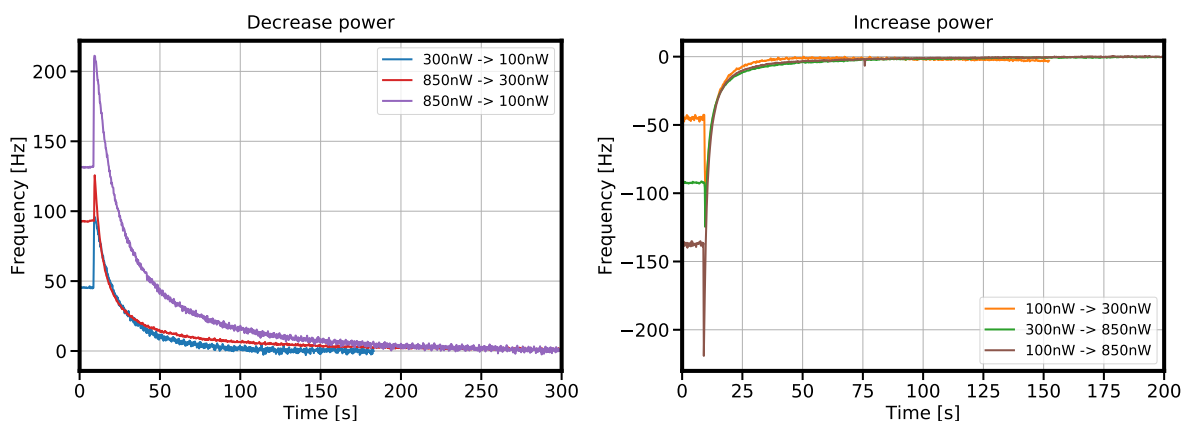 Decrease power
Frequency [Hz]
200
150
100
50
0
300nW -> 100nW
850nW -> 300nW
850nW -> 100nW
0 50 100 150 200 250 300
Time [s]
Increase power
Frequency [Hz]
0
−50
−100
−150
−200
100nW -> 300nW
300nW -> 850nW
100nW -> 850nW
0 25 50 75 100 125 150 175 200
Time [s]